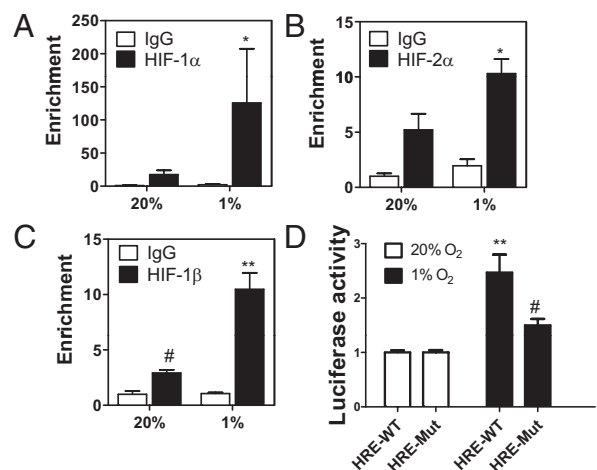 A
Enrichment
250
200
150
100
50
0
IgG
HIF-1α
*
20%
1%
B
Enrichment
15
10
5
0
IgG
HIF-2α
*
20%
1%
C
Enrichment
15
10
5
0
IgG
HIF-1β
#
**
20%
1%
D
Luciferase activity
3
2
1
0
20% O₂
1% O₂
**
#
HRE-WT
HRE-Mut
HRE-WT
HRE-Mut